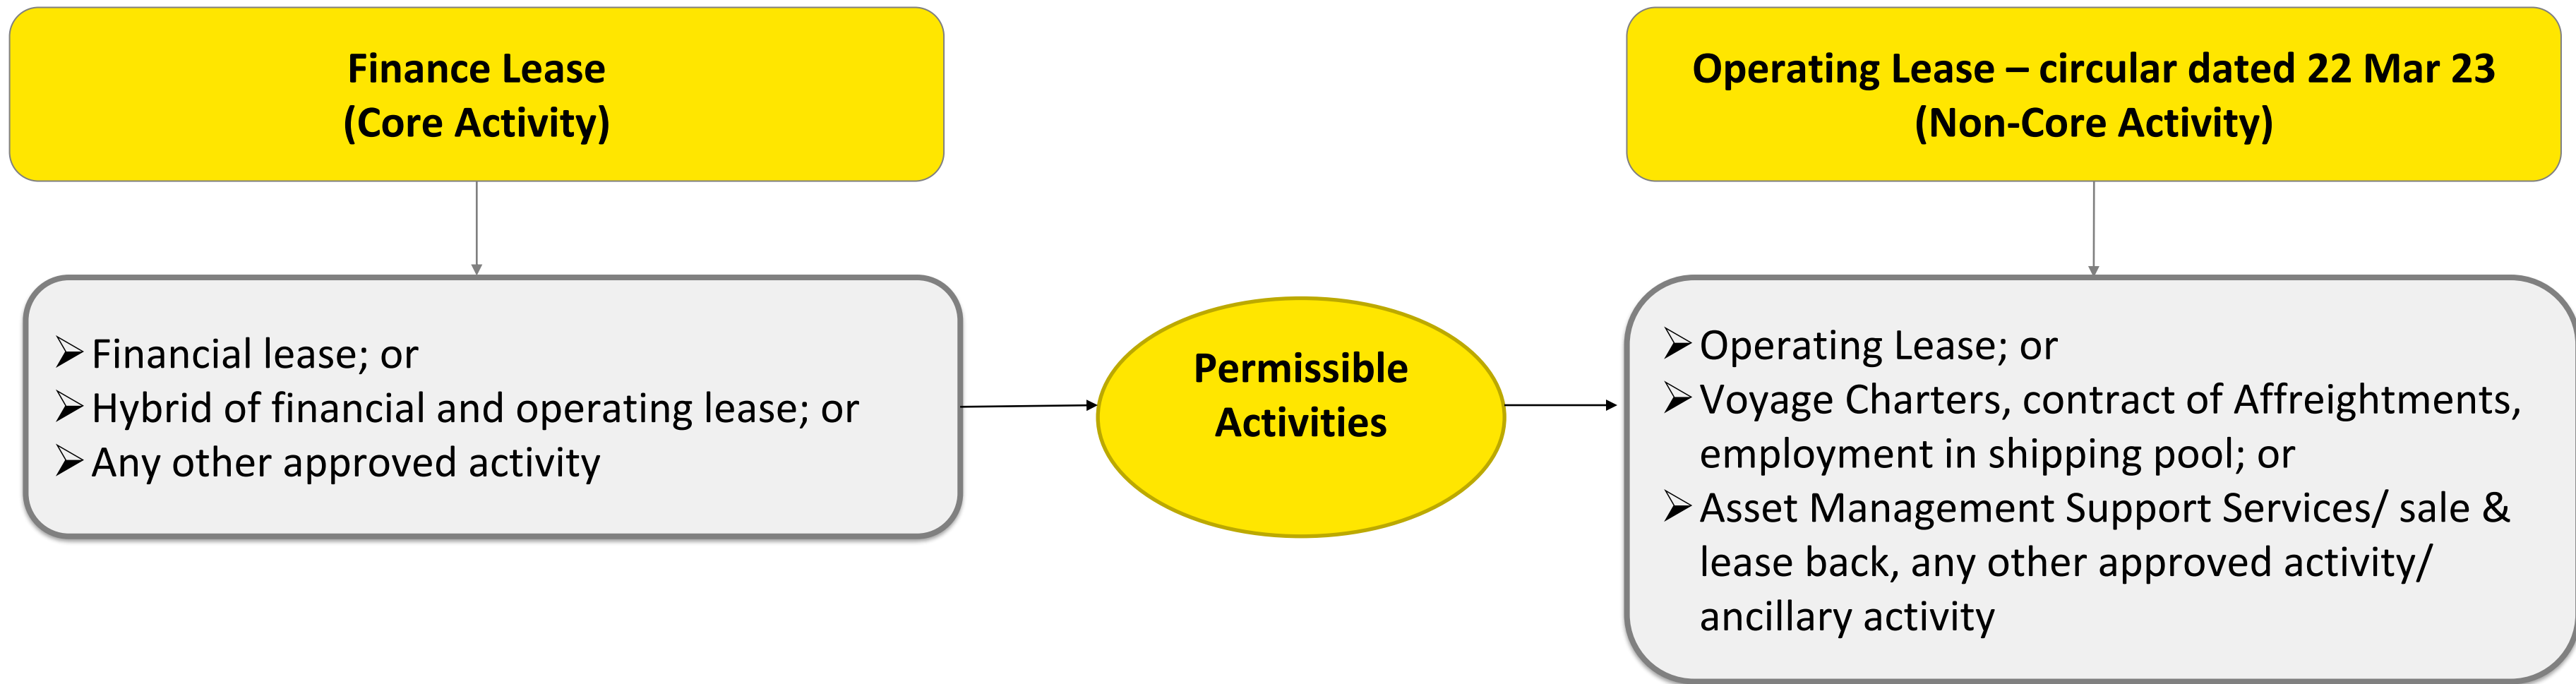 Finance Lease
(Core Activity)
Operating Lease – circular dated 22 Mar 23
(Non-Core Activity)
➢Financial lease; or
➢Hybrid of financial and operating lease; or
➢Any other approved activity
Permissible
Activities
➢Operating Lease; or
➢Voyage Charters, contract of Affreightments,
employment in shipping pool; or
➢Asset Management Support Services/ sale &
lease back, any other approved activity/
ancillary activity